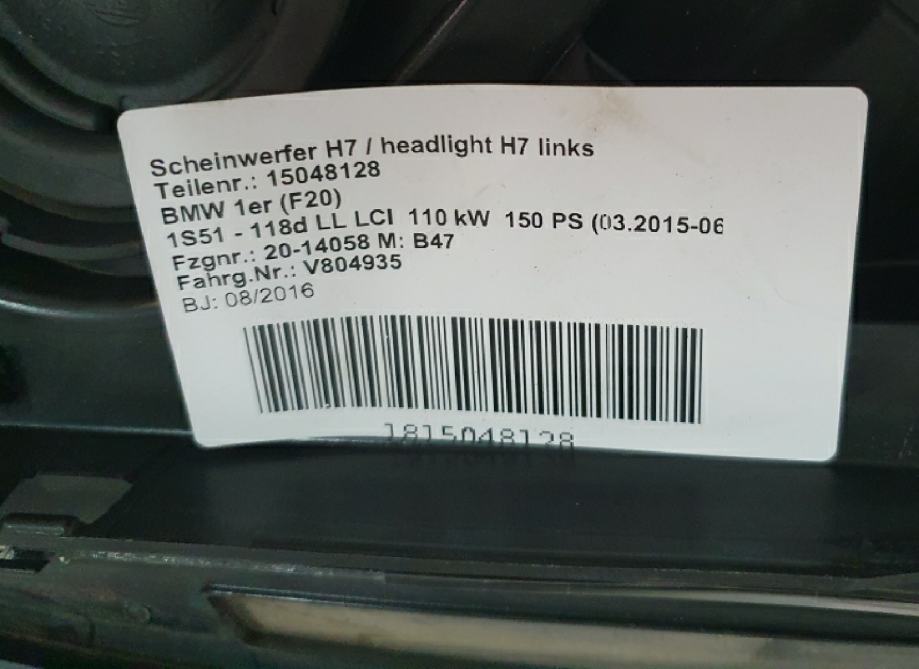 Scheinwerfer H7 / headlight H7 links
Teilenr.: 15048128
BMW 1er (F20)
1S51 - 118d LL LCI 110 kW 150 PS (03.2015-06
Fzgnr.: 20-14058 M: B47
Fahrg.Nr.: V804935
BJ: 08/2016
1815048128